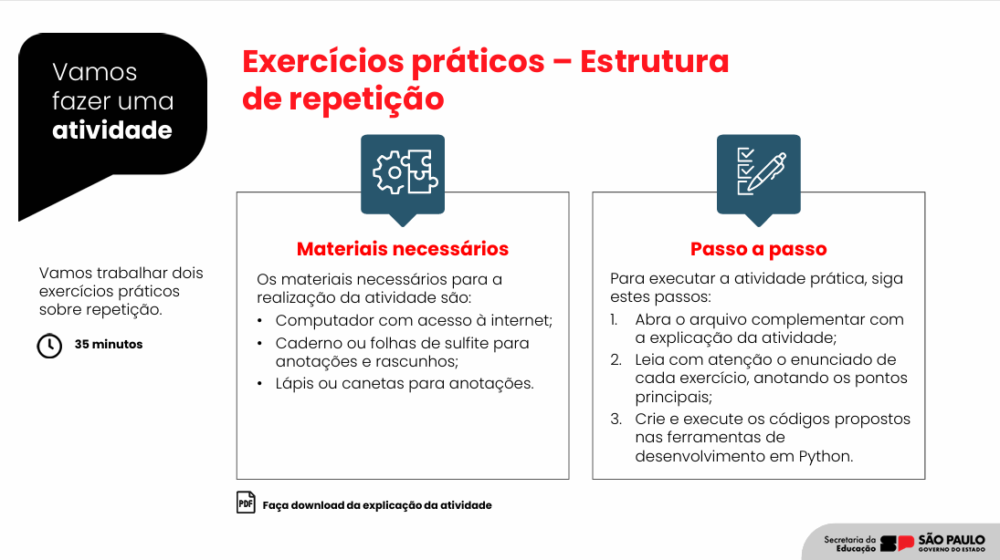 Vamos
fazer uma
atividade
Exercícios práticos – Estrutura
de repetição
Vamos trabalhar dois
exercícios práticos
sobre repetição.
35 minutos
Materiais necessários
Os materiais necessários para a
realização da atividade são:
• Computador com acesso à internet;
• Caderno ou folhas de sulfite para
anotações e rascunhos;
• Lápis ou canetas para anotações.
Passo a passo
Para executar a atividade prática, siga
estes passos:
1. Abra o arquivo complementar com
a explicação da atividade;
2. Leia com atenção o enunciado de
cada exercício, anotando os pontos
principais;
3. Crie e execute os códigos propostos
nas ferramentas de
desenvolvimento em Python.
PDF
Faça download da explicação da atividade
Secretaria da
Educação
SP
SÃO PAULO
GOVERNO DO ESTADO